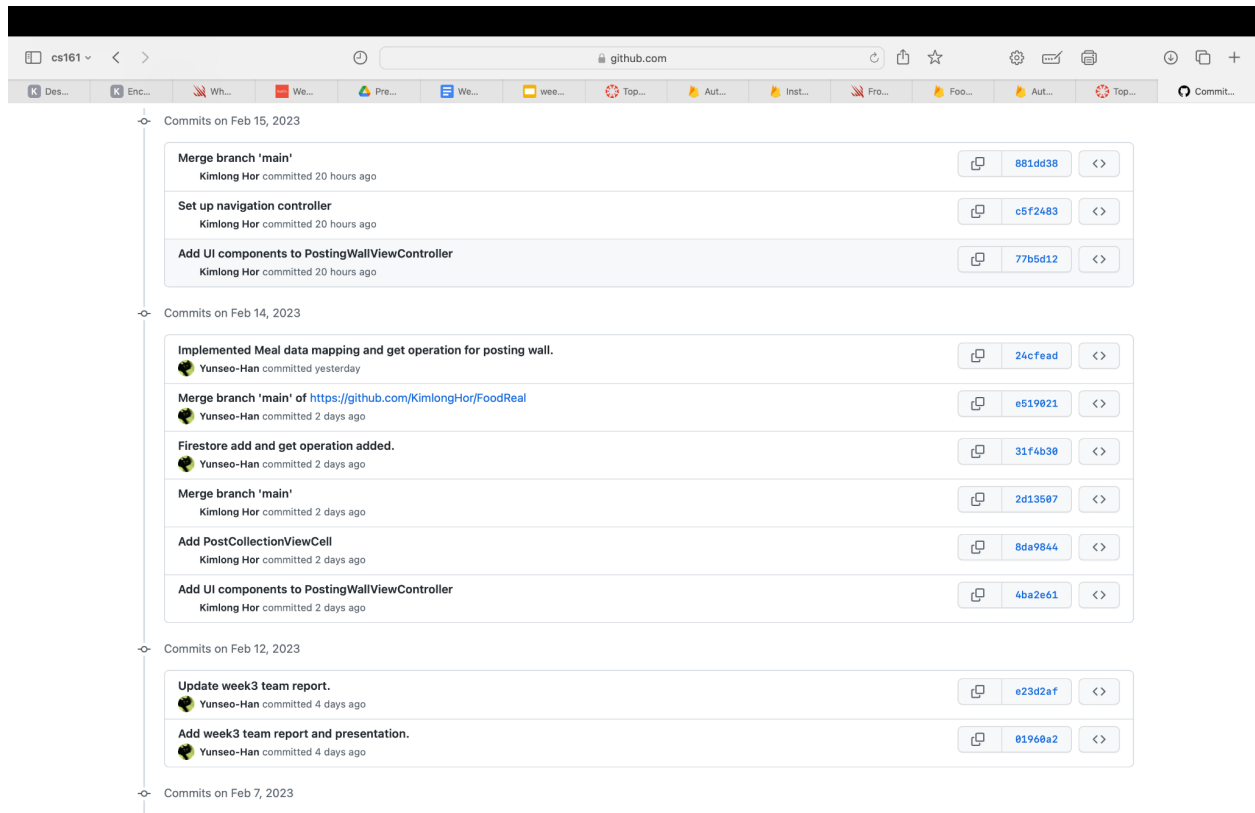 cs161
github.com
Des... Enc... Wh... We... Pre... We... wee... Top... Aut... Inst... Fro... Foo... Aut... Top... Commit...
Commits on Feb 15, 2023
Merge branch 'main'
881dd38
Kimlong Hor committed 20 hours ago
Set up navigation controller
c5f2483
Kimlong Hor committed 20 hours ago
Add UI components to PostingWallViewController
77b5d12
Kimlong Hor committed 20 hours ago
Commits on Feb 14, 2023
Implemented Meal data mapping and get operation for posting wall.
24cfead
Yunseo-Han committed yesterday
Merge branch 'main' of https://github.com/KimlongHor/FoodReal
e519021
Yunseo-Han committed 2 days ago
Firestore add and get operation added.
31f4b30
Yunseo-Han committed 2 days ago
Merge branch 'main'
2d13507
Kimlong Hor committed 2 days ago
Add PostCollectionViewCell
8da9844
Kimlong Hor committed 2 days ago
Add UI components to PostingWallViewController
4ba2e61
Kimlong Hor committed 2 days ago
Commits on Feb 12, 2023
Update week3 team report.
e23d2af
Yunseo-Han committed 4 days ago
Add week3 team report and presentation.
01960a2
Yunseo-Han committed 4 days ago
Commits on Feb 7, 2023